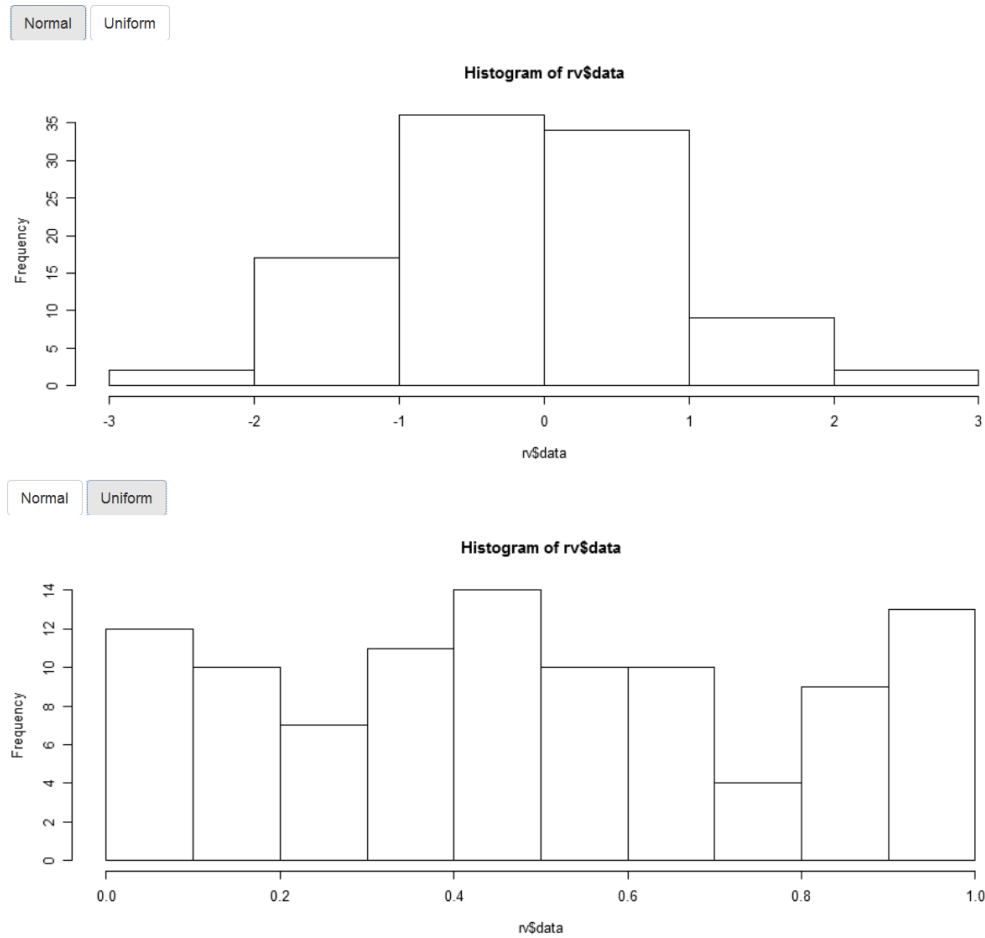 Normal Uniform
Histogram of rv$data
Frequency
35
30
25
20
15
10
5
0
-3 -2 -1 0 1 2 3
rv$data
Normal Uniform
Histogram of rv$data
Frequency
14
12
10
8
6
4
2
0
0.0 0.2 0.4 0.6 0.8 1.0
rv$data